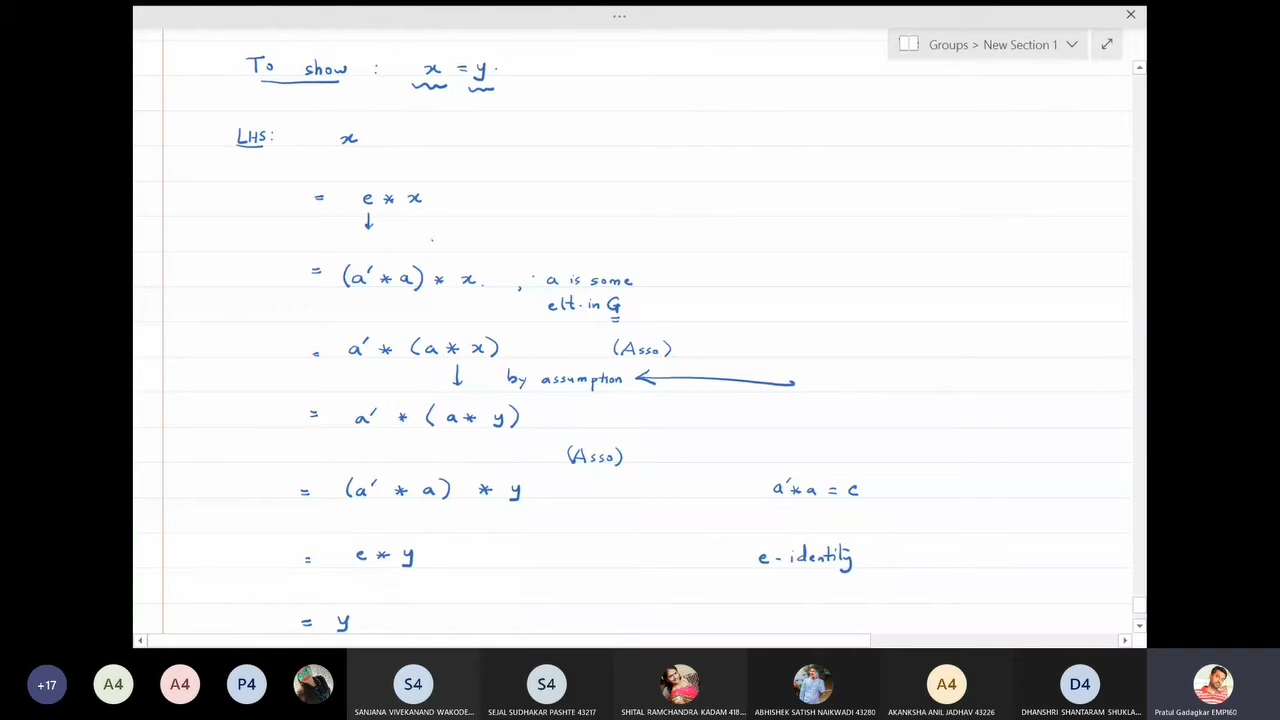 ...
Groups > New Section 1
To show : x = y.
LHS: x
= e * x
↓
= (a' * a) * x. , ∵ a is some
elt. in G
= a' * (a * x) (Asso)
↓ by assumption ←
= a' * (a * y)
(Asso)
= (a' * a) * y a' * a = e
= e * y e - identity
= y
+17 A4 A4 P4 S4 S4 A4 D4
SANJANA VIVEKANAND WAKODE... SEJAL SUDHAKAR PASHTE 43217 SHITAL RAMCHANDRA KADAM 418... ABHISHEK SATISH NAIKWADI 43280 AKANKSHA ANIL JADHAV 43226 DHANSHRI SHANTARAM SHUKLA... Pratul Gadagkar EMP160